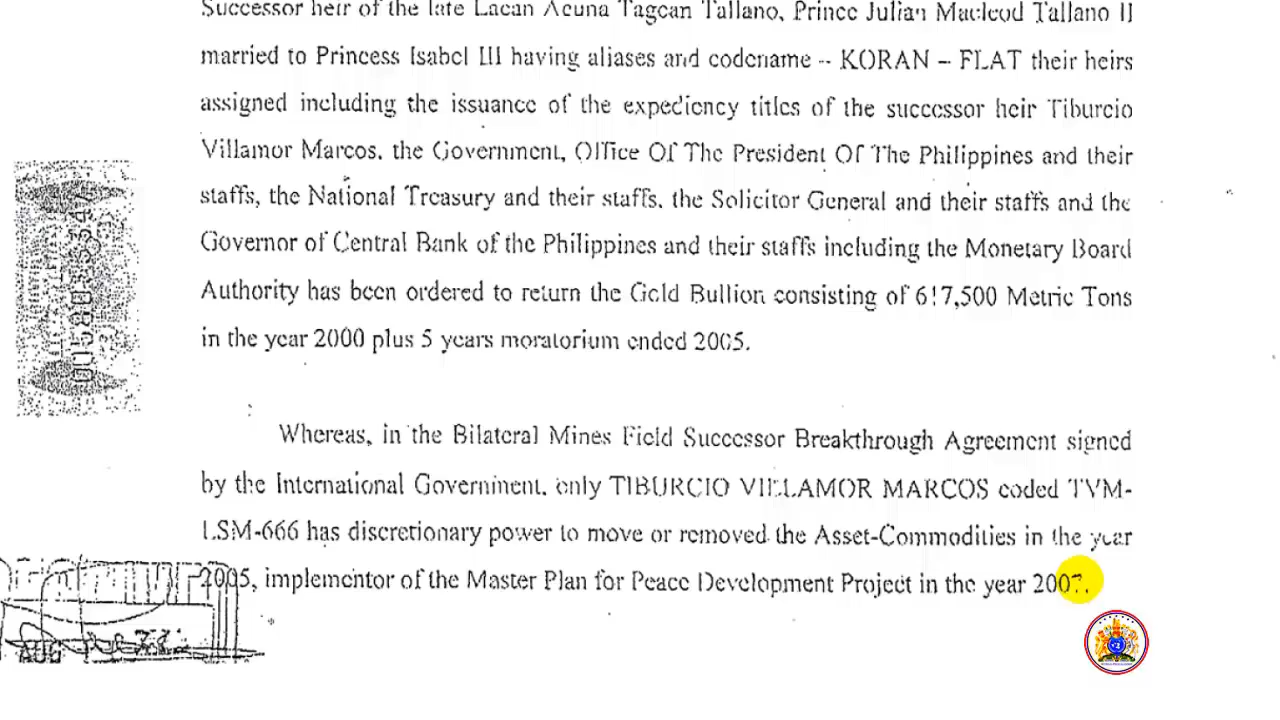 Successor heir of the late Lacan Acuna Tagean Tallano, Prince Julian Macleod Tallano II
married to Princess Isabel III having aliases and codename -- KORAN – FLAT their heirs
assigned including the issuance of the expediency titles of the successor heir Tiburcio
Villamor Marcos, the Government, Office Of The President Of The Philippines and their
staffs, the National Treasury and their staffs, the Solicitor General and their staffs and the
Governor of Central Bank of the Philippines and their staffs including the Monetary Board
Authority has been ordered to return the Gold Bullion consisting of 617,500 Metric Tons
in the year 2000 plus 5 years moratorium ended 2005.
Whereas, in the Bilateral Mines Field Successor Breakthrough Agreement signed
by the International Government, only TIBURCIO VILLAMOR MARCOS coded TVM-
LSM-666 has discretionary power to move or removed the Asset-Commodities in the year
2005, implementor of the Master Plan for Peace Development Project in the year 2007.
AUG